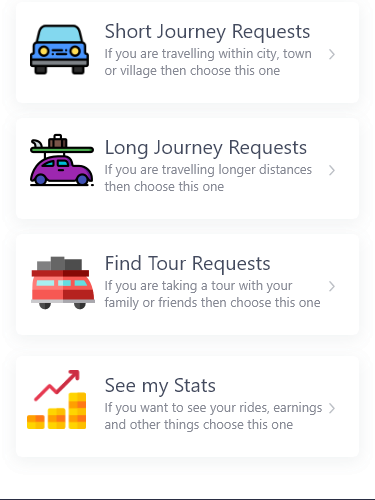 Short Journey Requests
If you are travelling within city, town
or village then choose this one
Long Journey Requests
If you are travelling longer distances
then choose this one
Find Tour Requests
If you are taking a tour with your
family or friends then choose this one
See my Stats
If you want to see your rides, earnings
and other things choose this one